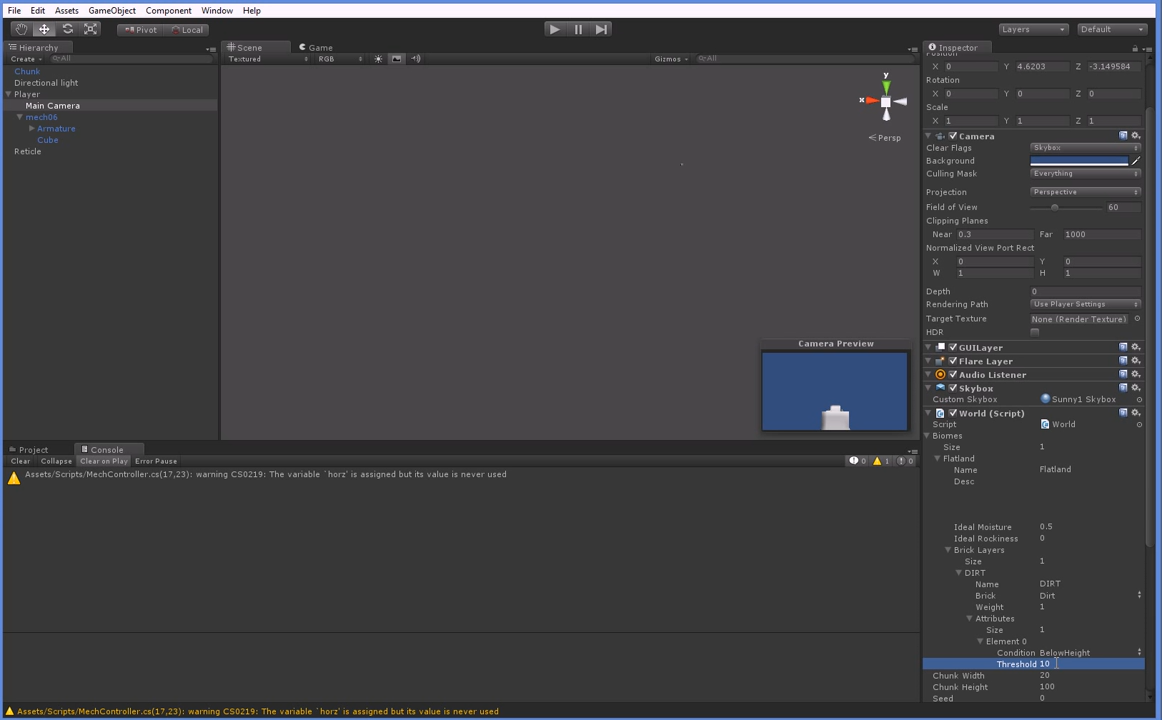 File Edit Assets GameObject Component Window Help
Pivot Local Layers Default
Hierarchy
Create All
Chunk
Directional light
Player
Main Camera
mech06
Armature
Cube
Reticle
Scene Game
Textured RGB Gizmos All
y
x
Persp
Camera Preview
Project Console
Clear Collapse Clear on Play Error Pause 0 1 0
Assets/Scripts/MechController.cs(17,23): warning CS0219: The variable `horz' is assigned but its value is never used
Assets/Scripts/MechController.cs(17,23): warning CS0219: The variable `horz' is assigned but its value is never used
Inspector
Position
X 0 Y 4.6203 Z -3.149584
Rotation
X 0 Y 0 Z 0
Scale
X 1 Y 1 Z 1
Camera
Clear Flags Skybox
Background
Culling Mask Everything
Projection Perspective
Field of View 60
Clipping Planes
Near 0.3 Far 1000
Normalized View Port Rect
X 0 Y 0
W 1 H 1
Depth 0
Rendering Path Use Player Settings
Target Texture None (Render Texture)
HDR
GUILayer
Flare Layer
Audio Listener
Skybox
Custom Skybox Sunny1 Skybox
World (Script)
Script World
Biomes
Size 1
Flatland
Name Flatland
Desc
Ideal Moisture 0.5
Ideal Rockiness 0
Brick Layers
Size 1
DIRT
Name DIRT
Brick Dirt
Weight 1
Attributes
Size 1
Element 0
Condition BelowHeight
Threshold 10
Chunk Width 20
Chunk Height 100
Seed 0